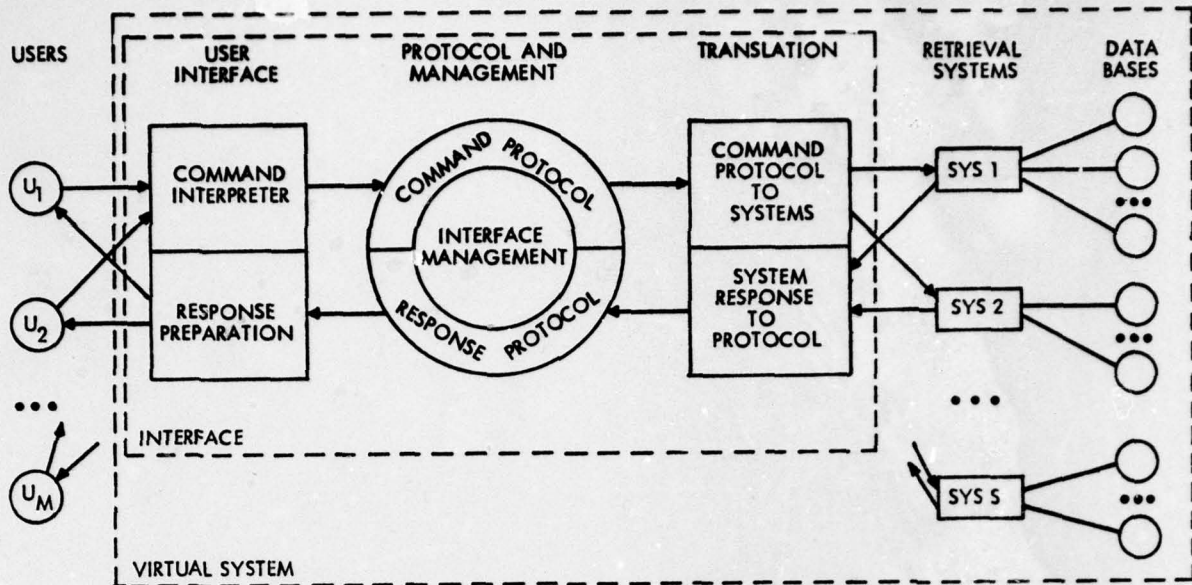 USERS
USER
INTERFACE
PROTOCOL AND
MANAGEMENT
TRANSLATION
RETRIEVAL
SYSTEMS
DATA
BASES
U1
U2
•••
UM
COMMAND
INTERPRETER
RESPONSE
PREPARATION
COMMAND PROTOCOL
INTERFACE
MANAGEMENT
RESPONSE PROTOCOL
COMMAND
PROTOCOL
TO
SYSTEMS
SYSTEM
RESPONSE
TO
PROTOCOL
SYS 1
•••
SYS 2
•••
•••
SYS S
•••
INTERFACE
VIRTUAL SYSTEM